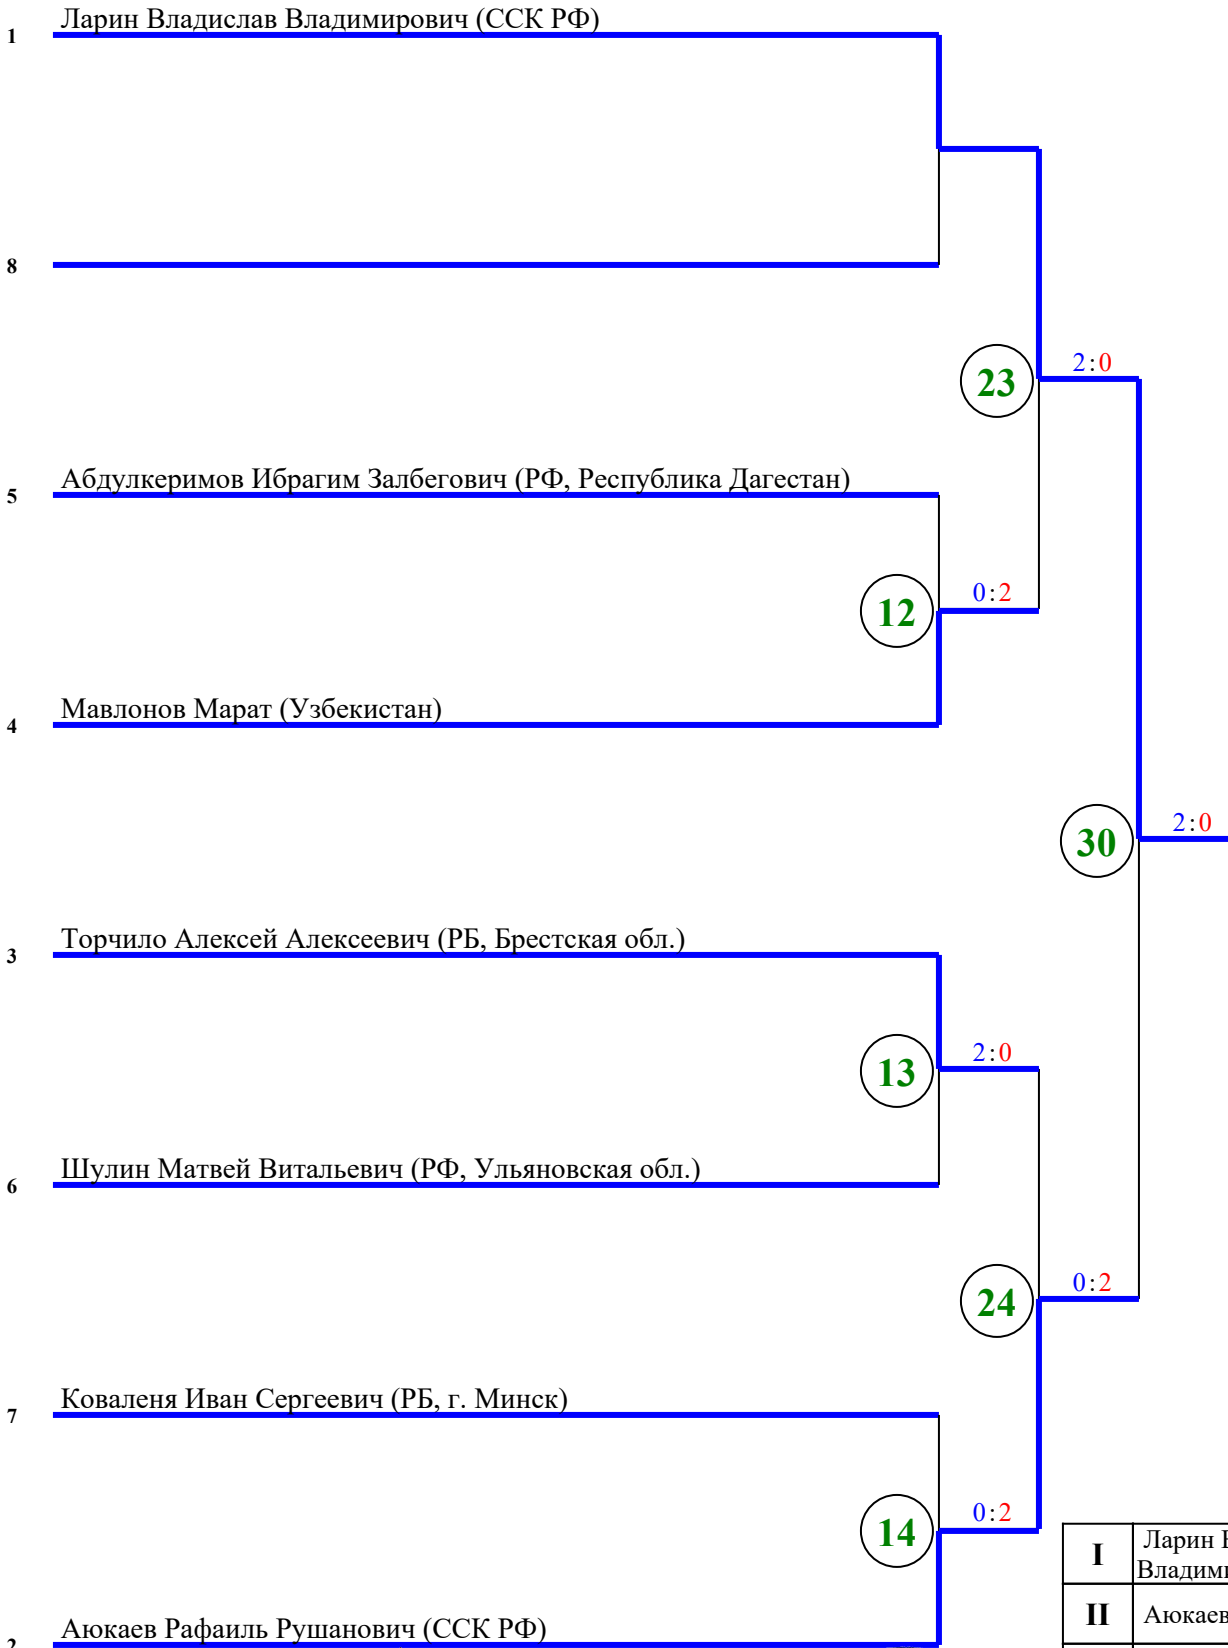 Ларин Владислав Владимирович (ССК РФ)
1
8
2:0
23
Абдулкеримов Ибрагим Залбегович (РФ, Республика Дагестан)
5
0:2
12
Мавлонов Марат (Узбекистан)
4
2:0
30
Торчило Алексей Алексеевич (РБ, Брестская обл.)
3
2:0
13
Шулин Матвей Витальевич (РФ, Ульяновская обл.)
6
0:2
24
Коваленя Иван Сергеевич (РБ, г. Минск)
7
0:2
14
I Ларин
II Аюкаев
Аюкаев Рафаиль Рушанович (ССК РФ)
2